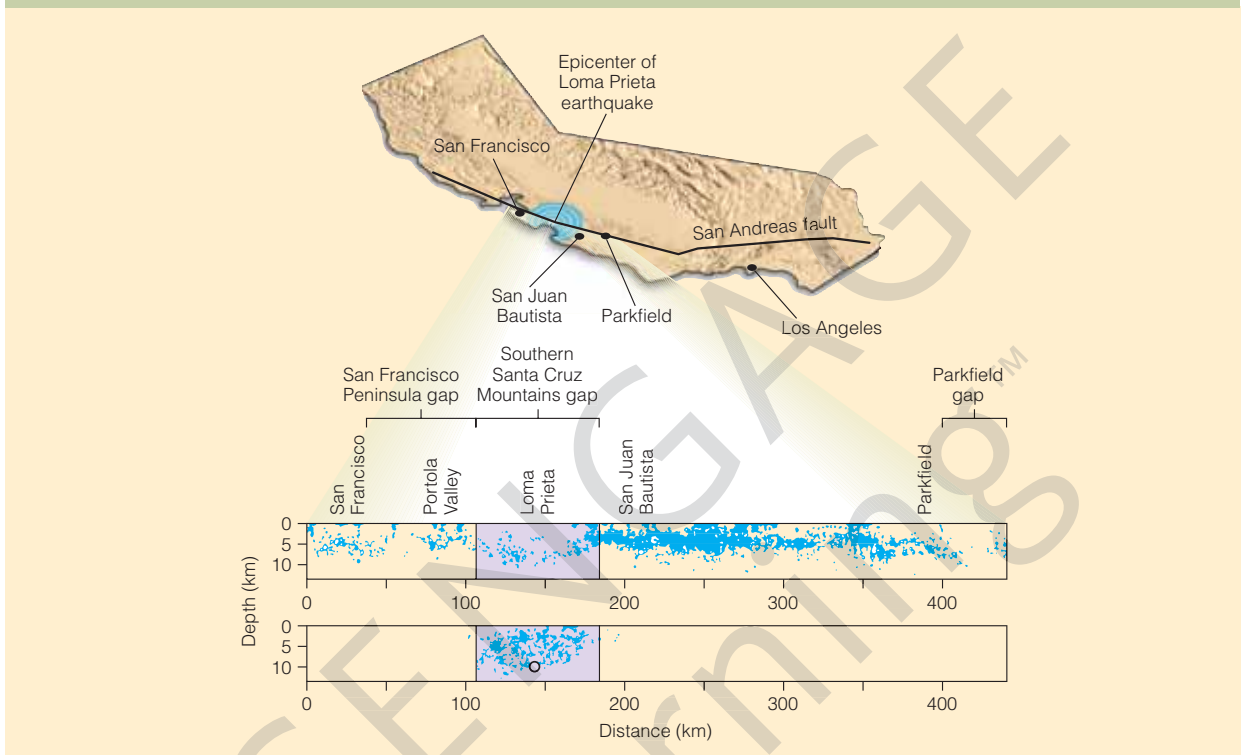 Epicenter of
Loma Prieta
earthquake
San Francisco
San Andreas fault
San Juan
Bautista
Parkfield
Los Angeles
San Francisco
Peninsula gap
Southern
Santa Cruz
Mountains gap
Parkfield
gap
San
Francisco
Portola
Valley
Loma
Prieta
San Juan
Bautista
Parkfield
0
5
10
0 100 200 300 400
Depth (km)
0
5
10
0 100 200 300 400
Distance (km)
CENGAGE
Learning™